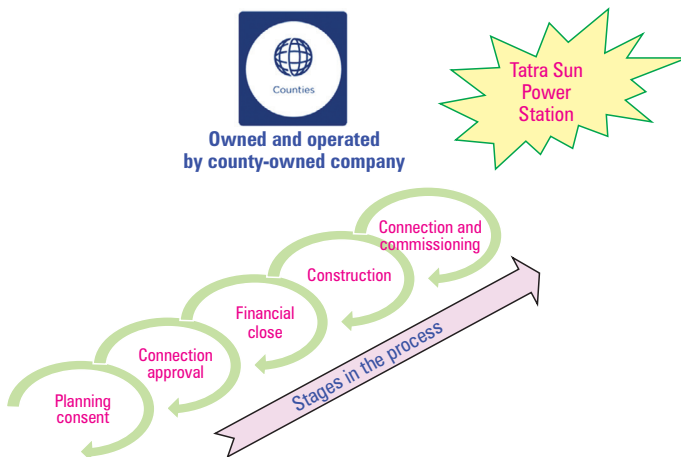 Counties
Owned and operated
by county-owned company
Tatra Sun
Power
Station
Connection and
commissioning
Construction
Financial
close
Connection
approval
Planning
consent
Stages in the process